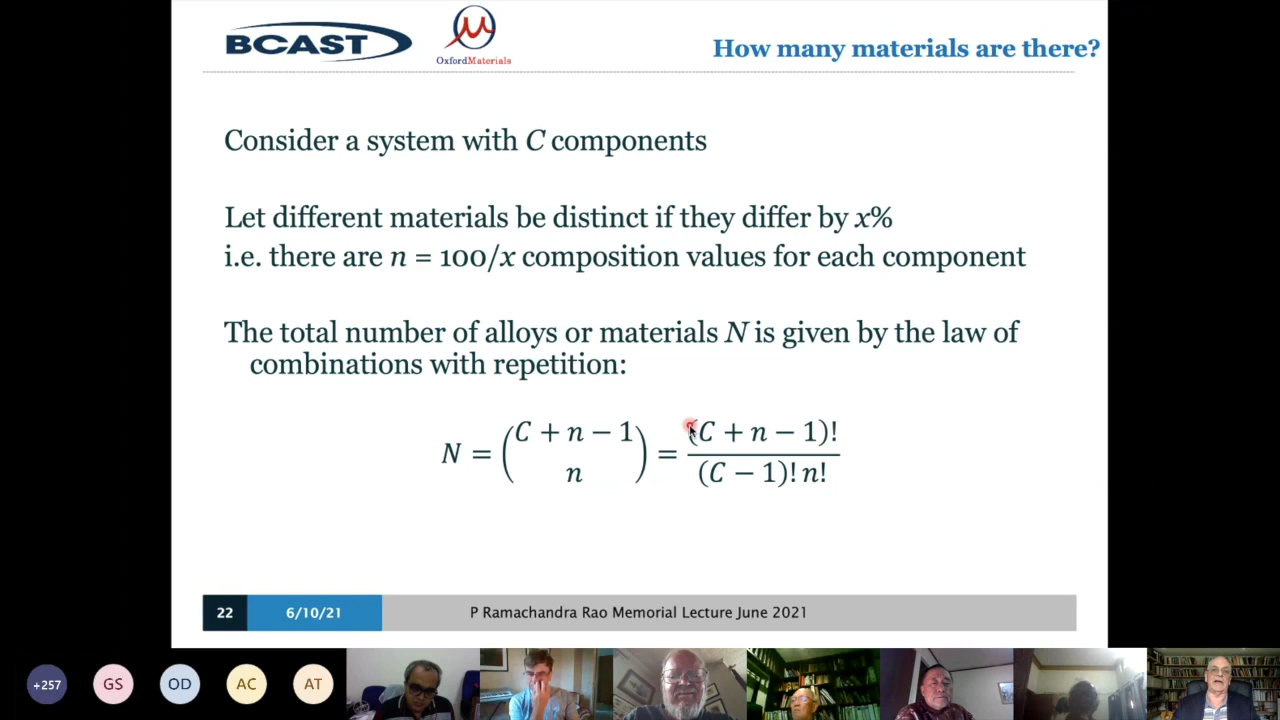 BCAST
OxfordMaterials
How many materials are there?
Consider a system with C components
Let different materials be distinct if they differ by x%
i.e. there are n = 100/x composition values for each component
The total number of alloys or materials N is given by the law of
combinations with repetition:
N = (C + n − 1 n) = (C + n − 1)! / (C − 1)! n!
22 6/10/21 P Ramachandra Rao Memorial Lecture June 2021
+257 GS OD AC AT